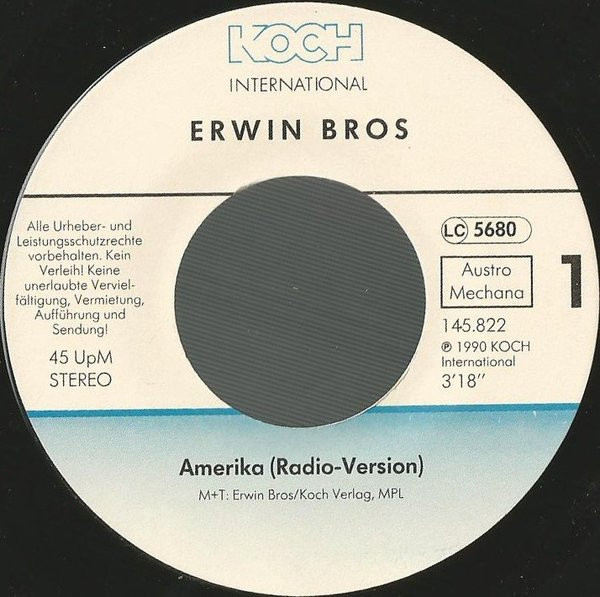 KOCH
INTERNATIONAL
ERWIN BROS
Alle Urheber- und
Leistungsschutzrechte
vorbehalten. Kein
Verleih! Keine
unerlaubte Verviel-
fältigung, Vermietung,
Aufführung und
Sendung!
45 UpM
STEREO
LC 5680
Austro
Mechana
1
145.822
℗ 1990 KOCH
International
3'18"
Amerika (Radio-Version)
M+T: Erwin Bros/Koch Verlag, MPL